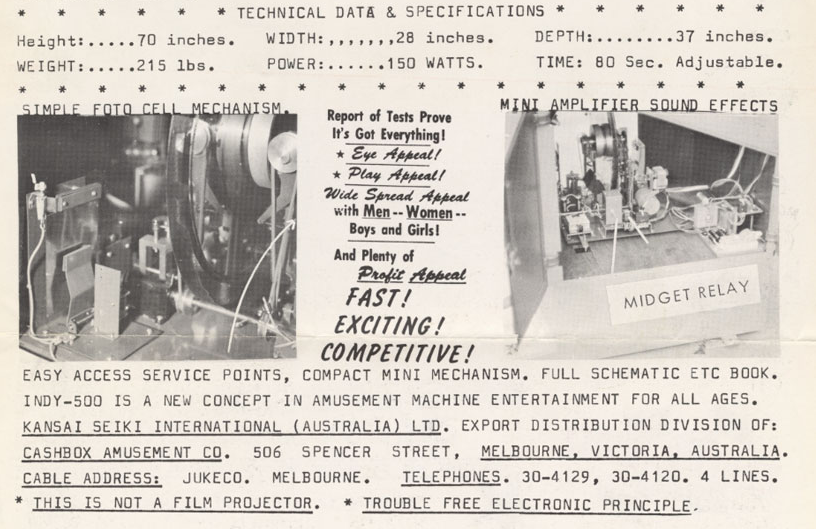 * * * * * * TECHNICAL DATA & SPECIFICATIONS * * * * * *
Height:.....70 inches. WIDTH:,,,,,,,28 inches. DEPTH:........37 inches.
WEIGHT:.....215 lbs. POWER:......150 WATTS. TIME: 80 Sec. Adjustable.
* * * * * * * * * * * * * * * * * * *
SIMPLE FOTO CELL MECHANISM.
Report of Tests Prove
It's Got Everything!
★ Eye Appeal!
★ Play Appeal!
Wide Spread Appeal
with Men -- Women --
Boys and Girls!
And Plenty of
Profit Appeal
FAST!
EXCITING!
COMPETITIVE!
MINI AMPLIFIER SOUND EFFECTS
MIDGET RELAY
EASY ACCESS SERVICE POINTS, COMPACT MINI MECHANISM. FULL SCHEMATIC ETC BOOK.
INDY-500 IS A NEW CONCEPT IN AMUSEMENT MACHINE ENTERTAINMENT FOR ALL AGES.
KANSAI SEIKI INTERNATIONAL (AUSTRALIA) LTD. EXPORT DISTRIBUTION DIVISION OF:
CASHBOX AMUSEMENT CO. 506 SPENCER STREET, MELBOURNE, VICTORIA, AUSTRALIA.
CABLE ADDRESS: JUKECO. MELBOURNE. TELEPHONES. 30-4129, 30-4120. 4 LINES.
* THIS IS NOT A FILM PROJECTOR. * TROUBLE FREE ELECTRONIC PRINCIPLE.